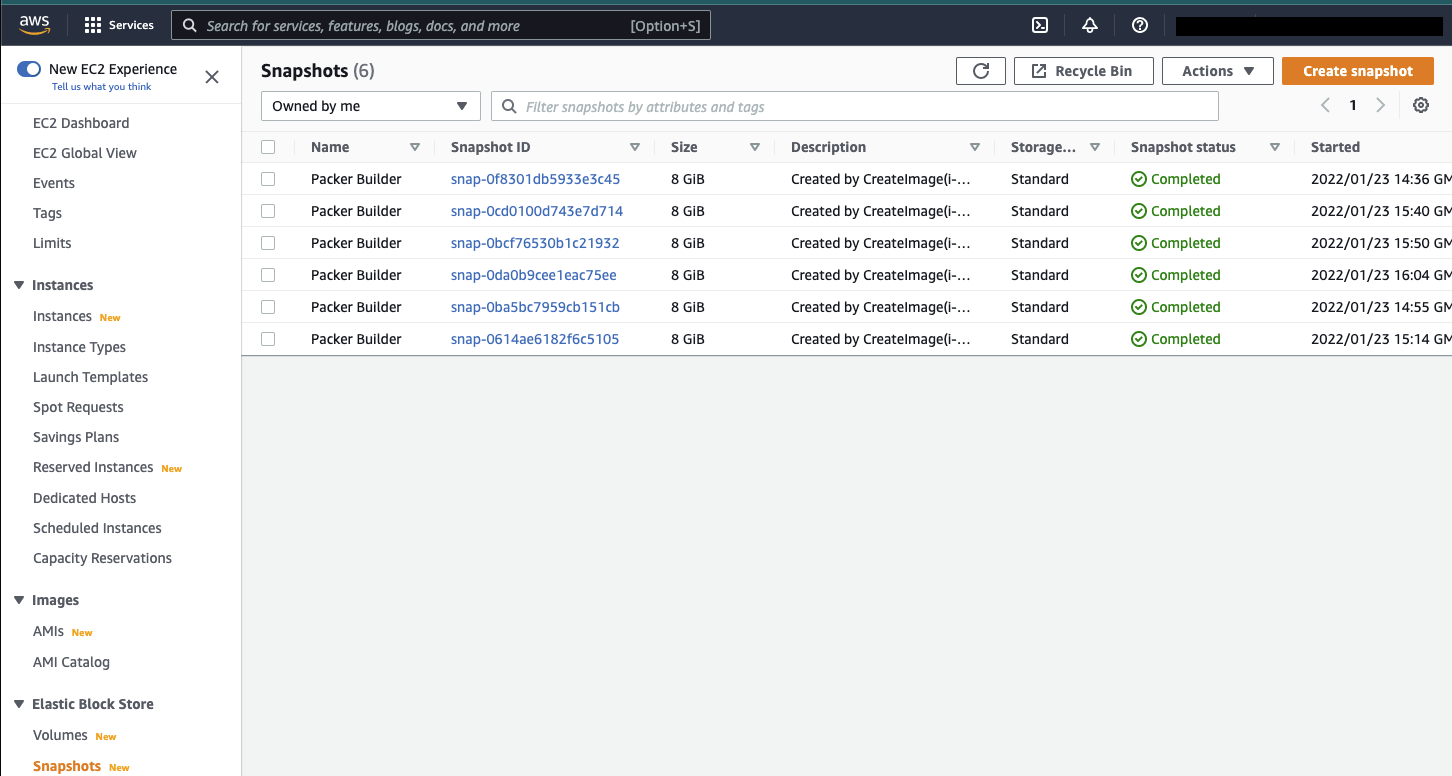 aws Services Search for services, features, blogs, docs, and more [Option+S]
New EC2 Experience
Tell us what you think
EC2 Dashboard
EC2 Global View
Events
Tags
Limits
Instances
Instances New
Instance Types
Launch Templates
Spot Requests
Savings Plans
Reserved Instances New
Dedicated Hosts
Scheduled Instances
Capacity Reservations
Images
AMIs New
AMI Catalog
Elastic Block Store
Volumes New
Snapshots New
Snapshots (6) Recycle Bin Actions Create snapshot
Owned by me Filter snapshots by attributes and tags 1
Name Snapshot ID Size Description Storage... Snapshot status Started
Packer Builder snap-0f8301db5933e3c45 8 GiB Created by CreateImage(i-... Standard Completed 2022/01/23 14:36 GM
Packer Builder snap-0cd0100d743e7d714 8 GiB Created by CreateImage(i-... Standard Completed 2022/01/23 15:40 GM
Packer Builder snap-0bcf76530b1c21932 8 GiB Created by CreateImage(i-... Standard Completed 2022/01/23 15:50 GM
Packer Builder snap-0da0b9cee1eac75ee 8 GiB Created by CreateImage(i-... Standard Completed 2022/01/23 16:04 GM
Packer Builder snap-0ba5bc7959cb151cb 8 GiB Created by CreateImage(i-... Standard Completed 2022/01/23 14:55 GM
Packer Builder snap-0614ae6182f6c5105 8 GiB Created by CreateImage(i-... Standard Completed 2022/01/23 15:14 GM